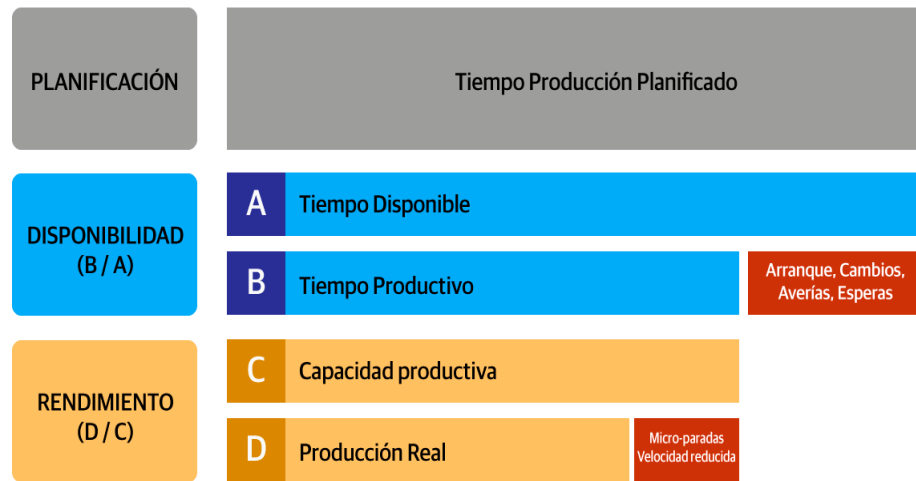 PLANIFICACIÓN
Tiempo Producción Planificado
DISPONIBILIDAD
(B / A)
A
Tiempo Disponible
B
Tiempo Productivo
Arranque, Cambios,
Averías, Esperas
RENDIMIENTO
(D / C)
C
Capacidad productiva
D
Producción Real
Micro-paradas
Velocidad reducida